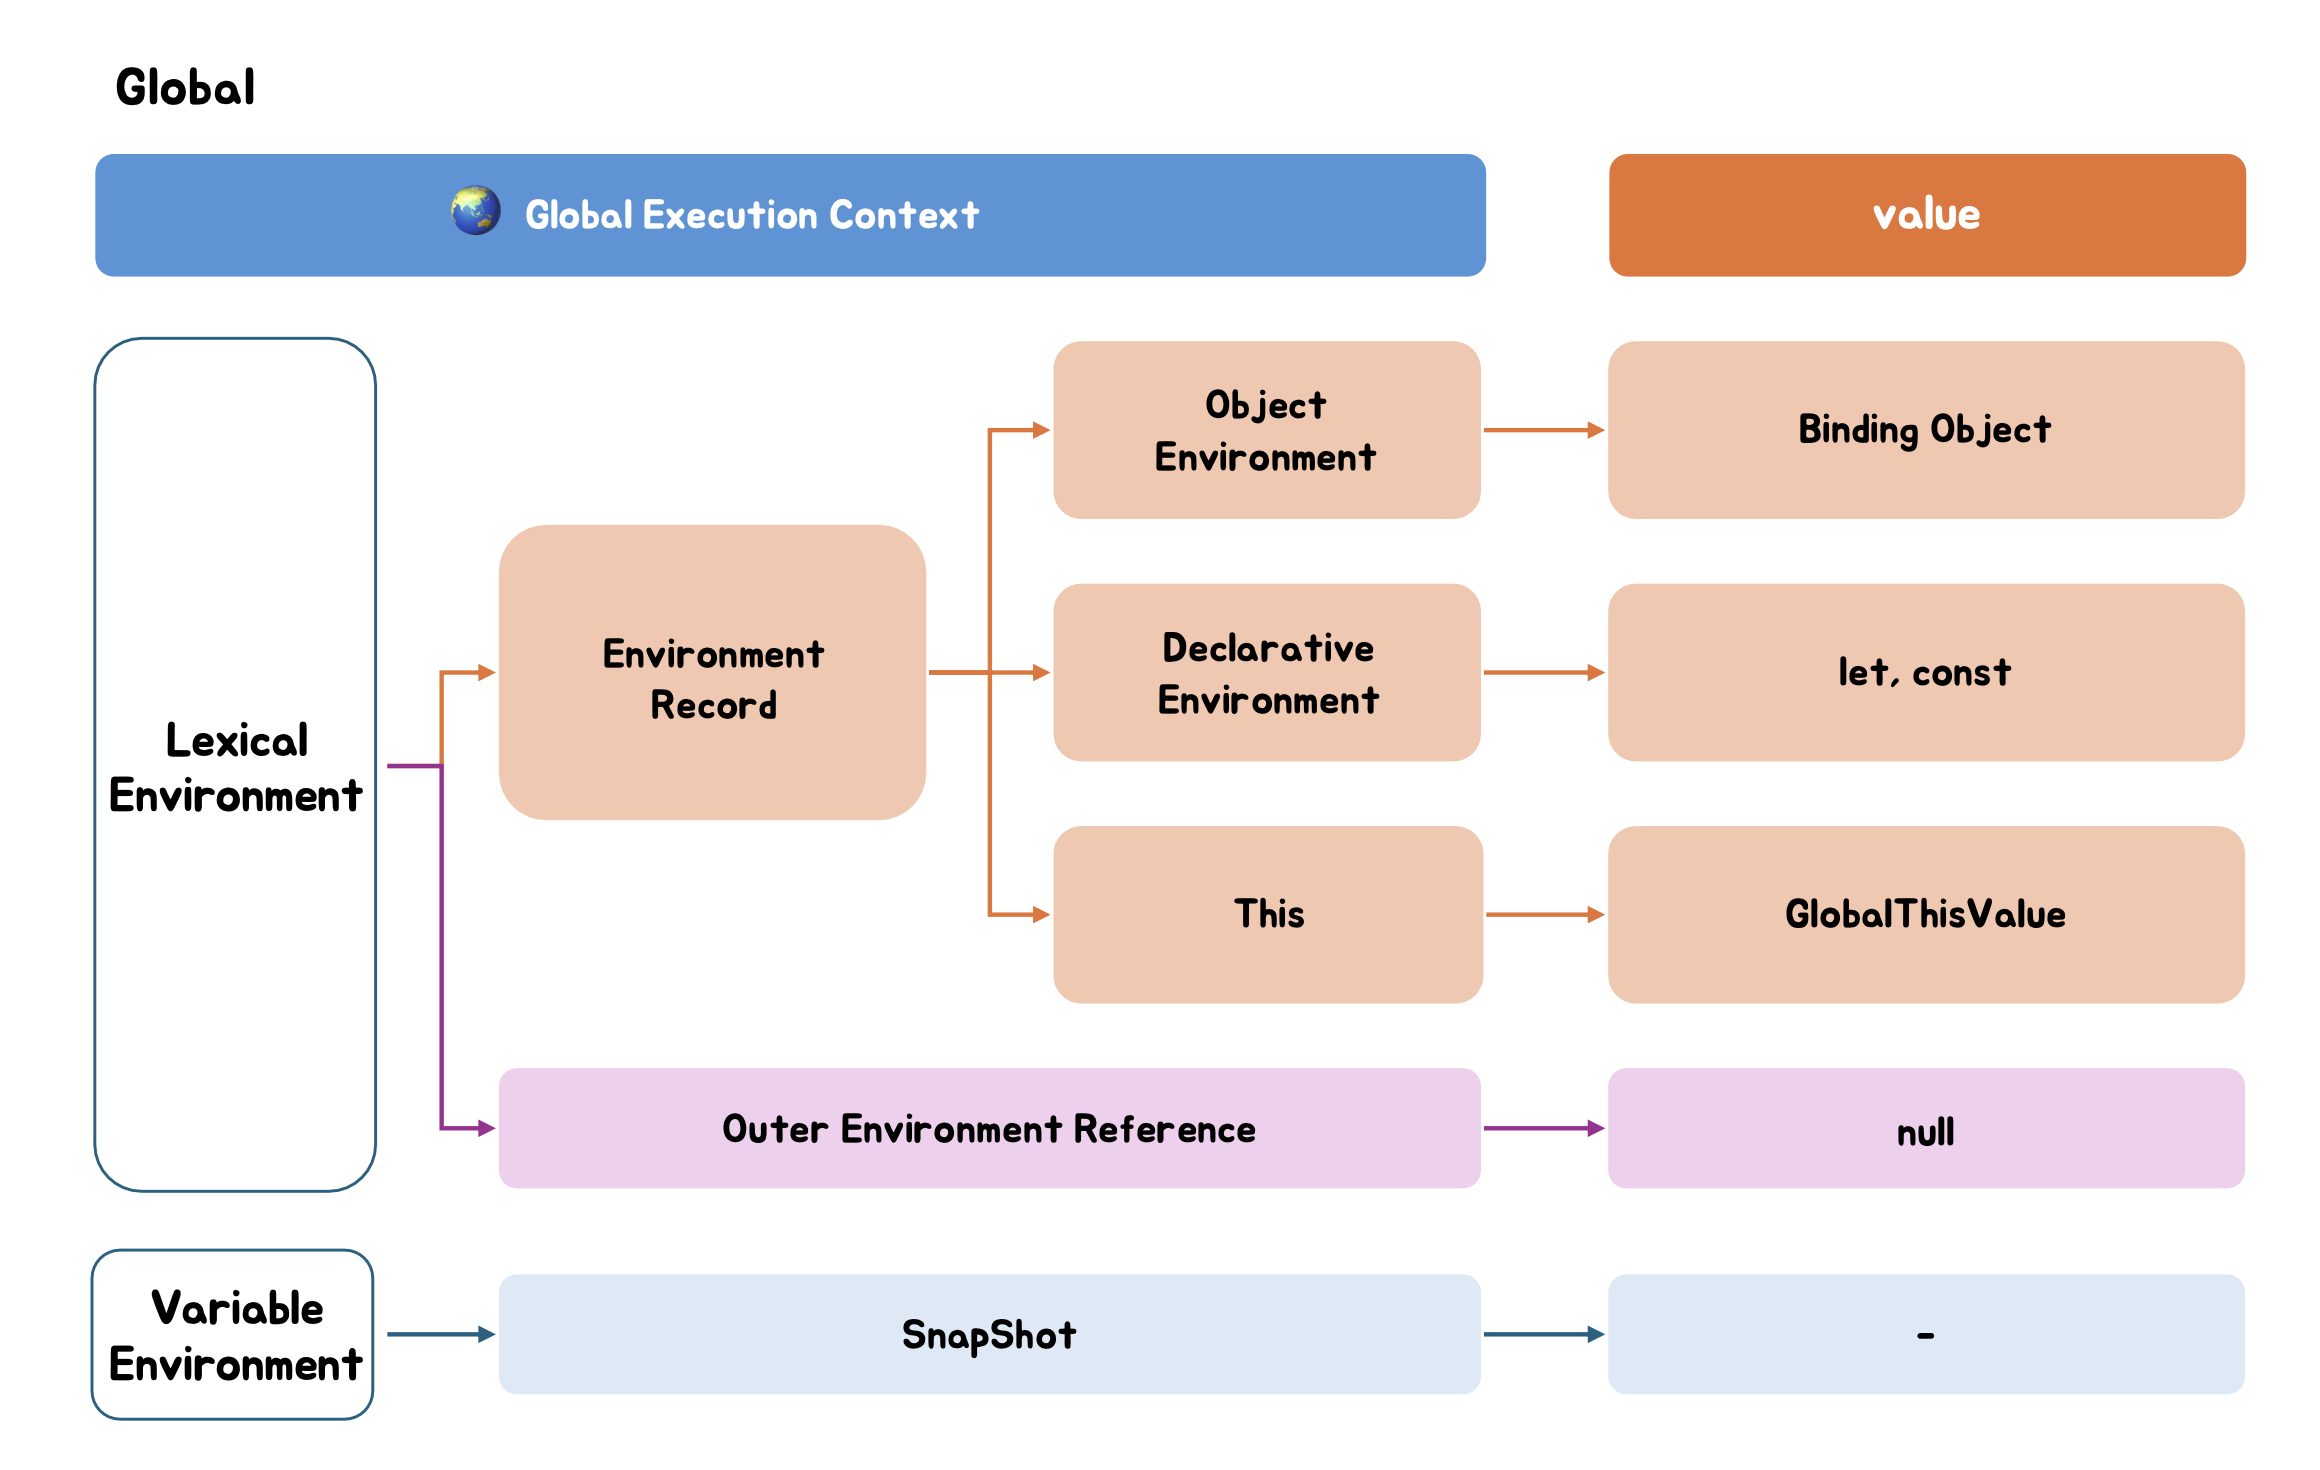 Global
Global Execution Context
value
Object
Environment
Binding Object
Environment
Record
Declarative
Environment
let, const
Lexical
Environment
This
GlobalThisValue
Outer Environment Reference
null
Variable
Environment
SnapShot
-